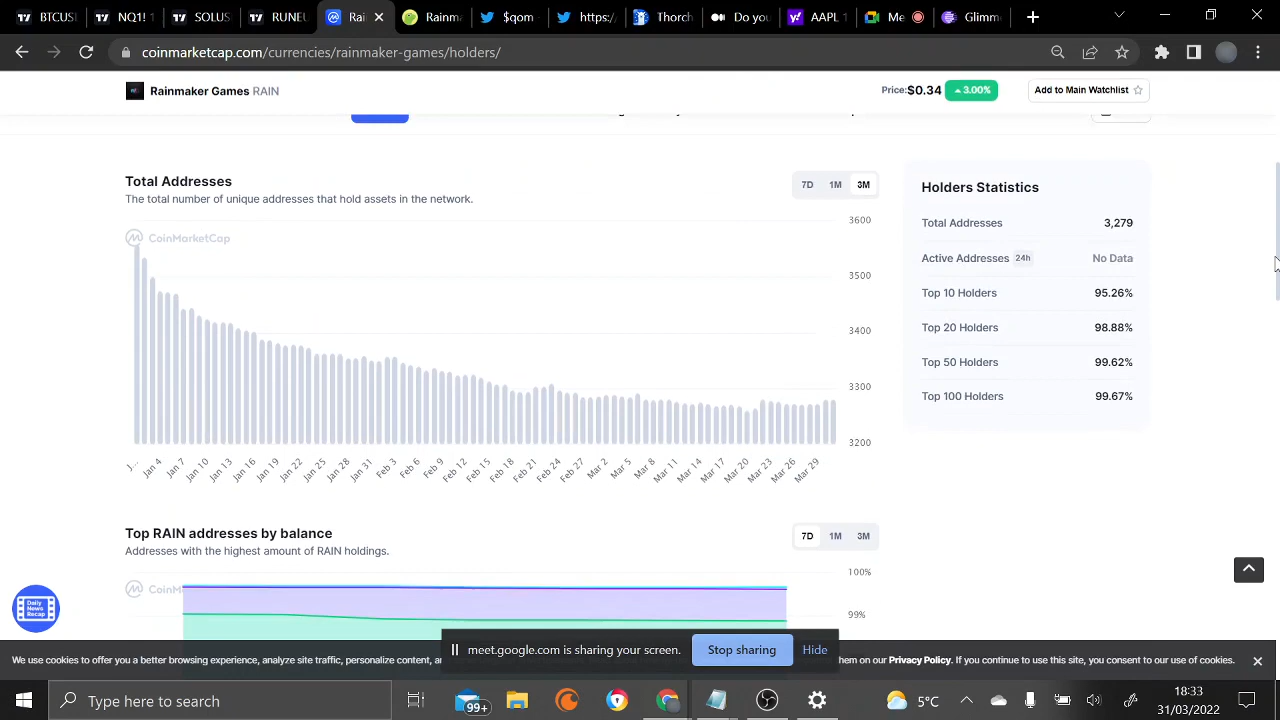 BTCUS
NQ1!
SOLUS
RUNEU
Rai
Rainm
$qom
https:/
Thorch
Do yo
AAPL 1
Me
Glimm
coinmarketcap.com/currencies/rainmaker-games/holders/
Rainmaker Games RAIN
Price:$0.34
3.00%
Add to Main Watchlist
Total Addresses
The total number of unique addresses that hold assets in the network.
7D
1M
3M
CoinMarketCap
3600
3500
3400
3300
3200
J...
Jan 4
Jan 7
Jan 10
Jan 13
Jan 16
Jan 19
Jan 22
Jan 25
Jan 28
Jan 31
Feb 3
Feb 6
Feb 9
Feb 12
Feb 15
Feb 18
Feb 21
Feb 24
Feb 27
Mar 2
Mar 5
Mar 8
Mar 11
Mar 14
Mar 17
Mar 20
Mar 23
Mar 26
Mar 29
Holders Statistics
Total Addresses 3,279
Active Addresses 24h No Data
Top 10 Holders 95.26%
Top 20 Holders 98.88%
Top 50 Holders 99.62%
Top 100 Holders 99.67%
Top RAIN addresses by balance
Addresses with the highest amount of RAIN holdings.
7D
1M
3M
CoinM
100%
99%
Daily
News
Recap
meet.google.com is sharing your screen.
Stop sharing
Hide
We use cookies to offer you a better browsing experience, analyze site traffic, personalize content,
them on our Privacy Policy. If you continue to use this site, you consent to our use of cookies.
Type here to search
99+
5°C
18:33
31/03/2022